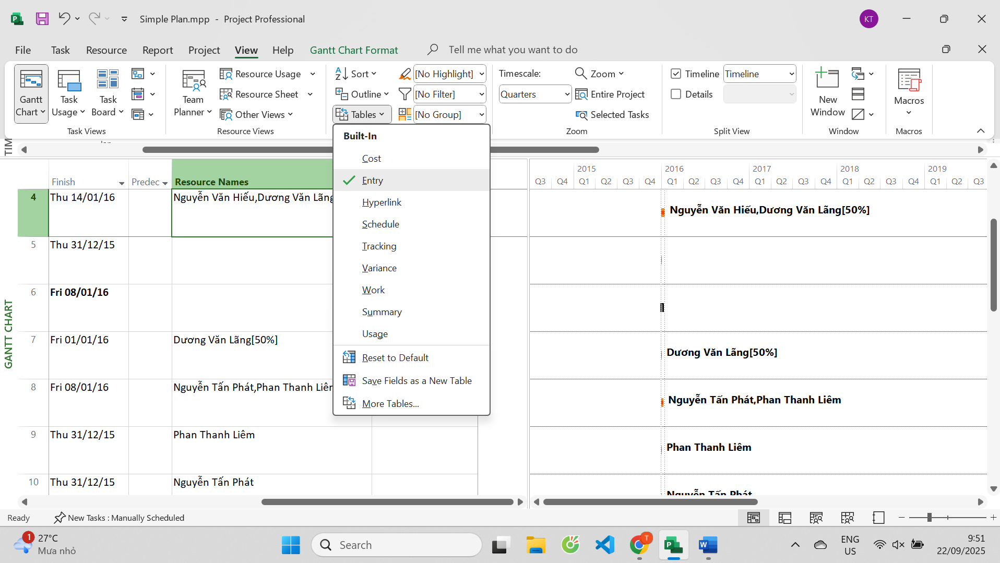 Simple Plan.mpp - Project Professional
KT
File Task Resource Report Project View Help Gantt Chart Format Tell me what you want to do
Gantt Chart
Task Usage
Task Board
Task Views
Team Planner
Resource Usage
Resource Sheet
Other Views
Resource Views
Sort
Outline
Tables
[No Highlight]
[No Filter]
[No Group]
Timescale:
Quarters
Zoom
Entire Project
Selected Tasks
Zoom
Timeline Timeline
Details
Split View
New Window
Window
Macros
Macros
Built-In
Cost
Entry
Hyperlink
Schedule
Tracking
Variance
Work
Summary
Usage
Reset to Default
Save Fields as a New Table
More Tables...
GANTT CHART
Finish Predec Resource Names
4 Thu 14/01/16 Nguyễn Văn Hiếu,Dương Văn Lãng
5 Thu 31/12/15
6 Fri 08/01/16
7 Fri 01/01/16 Dương Văn Lãng[50%]
8 Fri 08/01/16 Nguyễn Tấn Phát,Phan Thanh Liêm
9 Thu 31/12/15 Phan Thanh Liêm
10 Thu 31/12/15 Nguyễn Tấn Phát
2015 2016 2017 2018 2019
Q3 Q4 Q1 Q2 Q3 Q4 Q1 Q2 Q3 Q4 Q1 Q2 Q3 Q4 Q1 Q2 Q3 Q4 Q1 Q2 Q3
Nguyễn Văn Hiếu,Dương Văn Lãng[50%]
Dương Văn Lãng[50%]
Nguyễn Tấn Phát,Phan Thanh Liêm
Phan Thanh Liêm
Nguyễn Tấn Phát
Ready New Tasks : Manually Scheduled
1
27°C
Mưa nhỏ
Search
T
ENG
US
9:51
22/09/2025